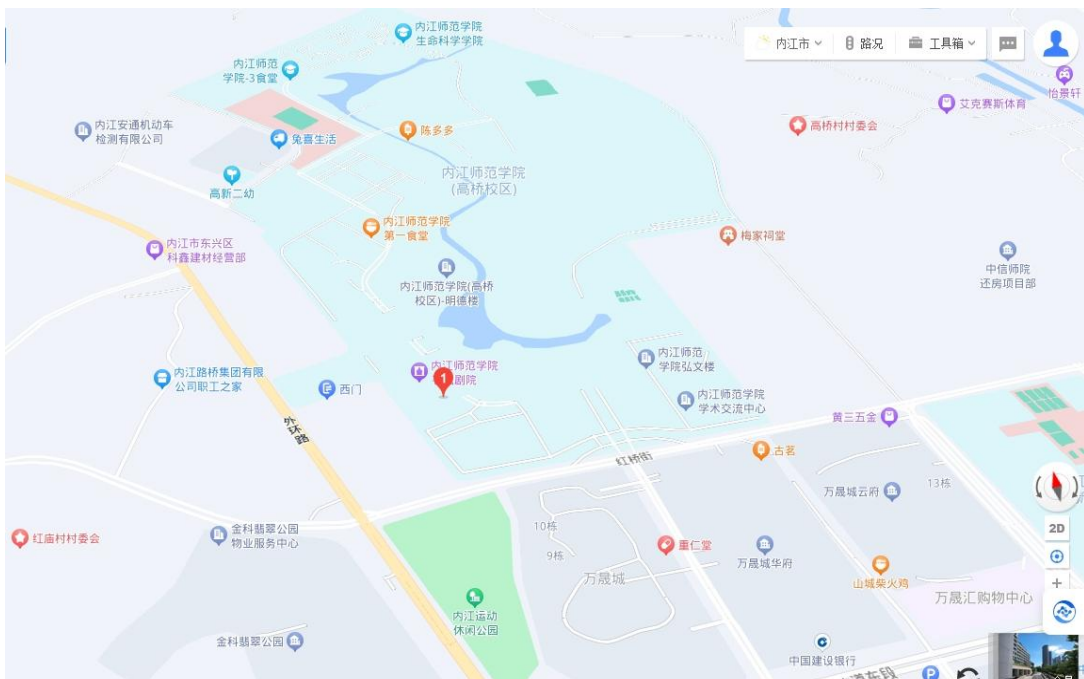 内江师范学院
生命科学学院
内江市
路况
工具箱
内江师范
学院-3食堂
怡景轩
艾克赛斯体育
内江安通机动车
检测有限公司
兔喜生活
陈多多
高桥村村委会
内江师范学院
(高桥校区)
高新二幼
内江师范学院
第一食堂
梅家祠堂
内江市东兴区
科鑫建材经营部
中信师院
还房项目部
内江师范学院(高桥
校区)-明德楼
内江师范
学院弘文楼
内江师范学院
剧院
1
内江路桥集团有限
公司职工之家
西门
内江师范学院
学术交流中心
黄三五金
外环路
红桥街
古茗
万晟城云府
13栋
金科翡翠公园
物业服务中心
红庙村村委会
10栋
9栋
重仁堂
万晟城华府
2D
万晟城
山城柴火鸡
万晟汇购物中心
+
内江运动
休闲公园
金科翡翠公园
中国建设银行
道东段
P